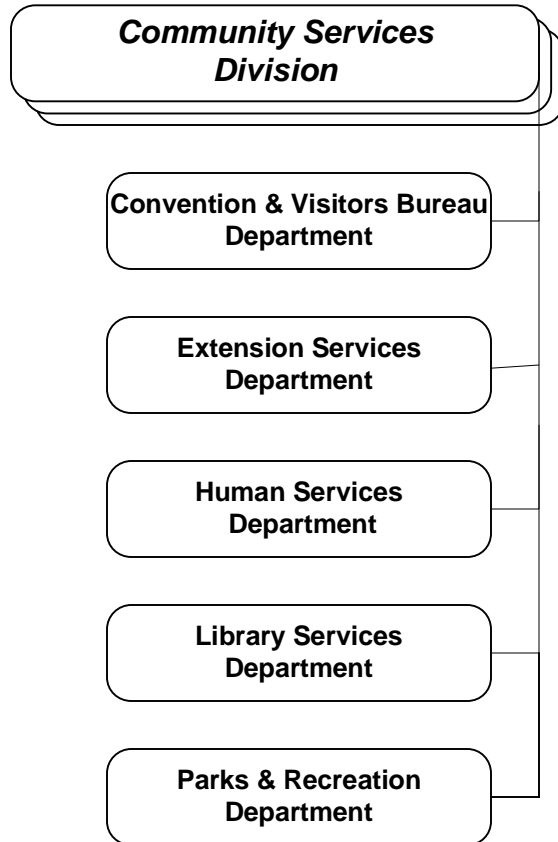 Community Services
Division
Convention & Visitors Bureau
Department
Extension Services
Department
Human Services
Department
Library Services
Department
Parks & Recreation
Department